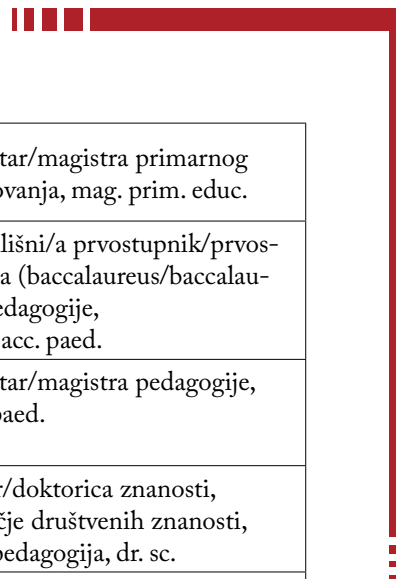 tar/magistra primarnog
ovanja, mag. prim. educ.
lišni/a prvostupnik/prvos-
a (baccalaureus/baccalau-
edagogije,
acc. paed.
tar/magistra pedagogije,
paed.
r/doktorica znanosti,
čje društvenih znanosti,
pedagogija, dr. sc.